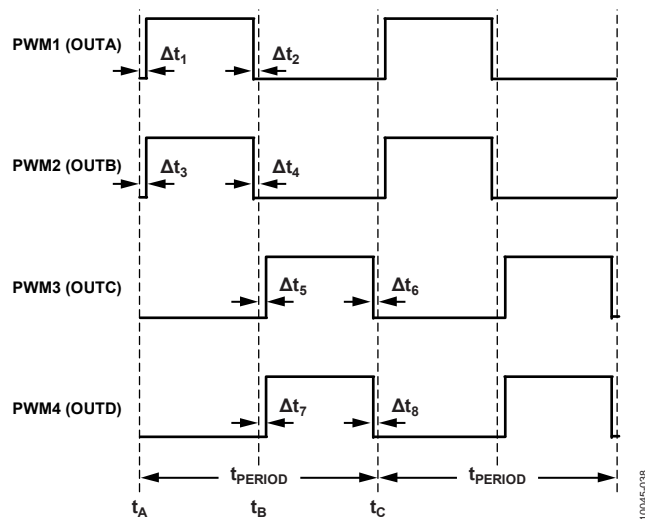 PWM1 (OUTA)
Δt1
Δt2
PWM2 (OUTB)
Δt3
Δt4
PWM3 (OUTC)
Δt5
Δt6
PWM4 (OUTD)
Δt7
Δt8
tPERIOD
tPERIOD
tA
tB
tC
10045-038